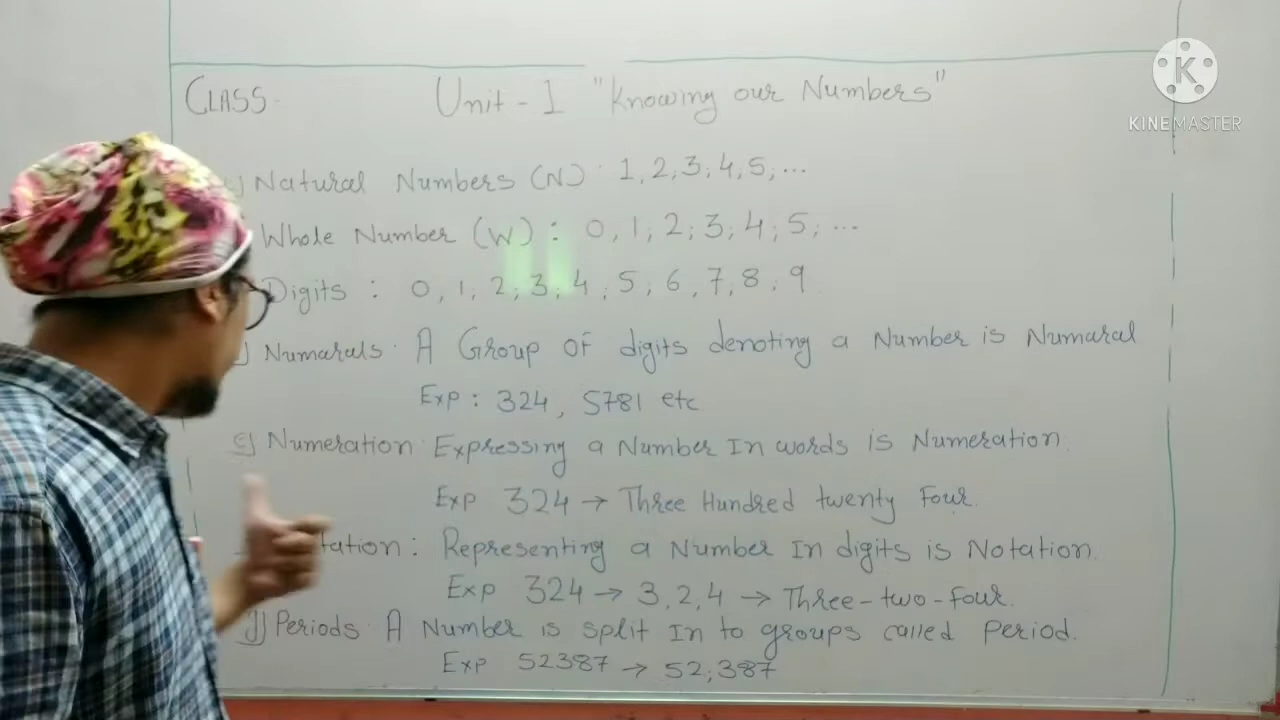 CLASS Unit - 1 "Knowing our Numbers"
Natural Numbers (N) 1, 2, 3, 4, 5, ...
Whole Number (W) : 0, 1, 2, 3, 4, 5, ...
Digits : 0, 1, 2, 3, 4, 5, 6, 7, 8, 9
Numarals A Group OF digits denoting a Number is Numaral
Exp : 324, 5781 etc
Numeration Expressing a Number In words is Numeration.
Exp 324 → Three Hundred twenty Four.
tation : Representing a Number In digits is Notation.
Exp 324 → 3, 2, 4 → Three-two-Four.
Periods A Number is split In to groups called Period.
Exp 52387 → 52,387
KINEMASTER